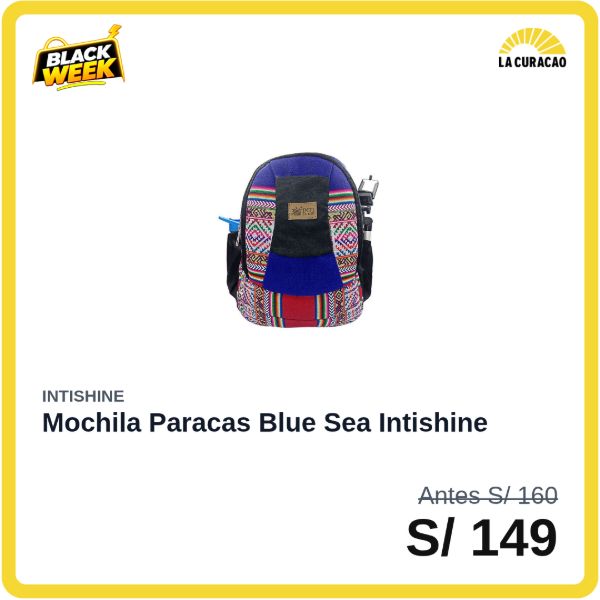 BLACK
WEEK
LA CURACAO
INTISHINE
Mochila Paracas Blue Sea Intishine
Antes S/ 160
S/ 149